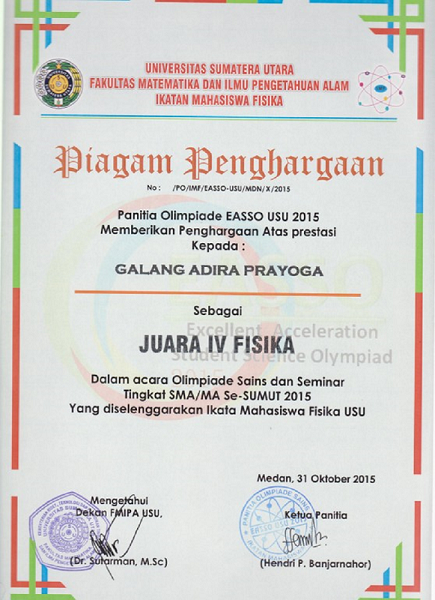 UNIVERSITAS SUMATERA UTARA
FAKULTAS MATEMATIKA DAN ILMU PENGETAHUAN ALAM
IKATAN MAHASISWA FISIKA
Piagam Penghargaan
No : /PO/IMF/EASSO-USU/MDN/X/2015
Panitia Olimpiade EASSO USU 2015
Memberikan Penghargaan Atas prestasi
Kepada :
GALANG ADIRA PRAYOGA
EASSO
Sebagai
Excellent Acceleration
JUARA IV FISIKA
Student Science Olympiad
2015
Dalam acara Olimpiade Sains dan Seminar
Tingkat SMA/MA Se-SUMUT 2015
Yang diselenggarakan Ikata Mahasiswa Fisika USU
Medan, 31 Oktober 2015
Mengetahui
Dekan FMIPA USU,
Ketua Panitia
PANITIA OLIMPIADE SAINS
EASSO USU 2015
(Dr. Sutarman, M.Sc)
(Hendri P. Banjarnahor)